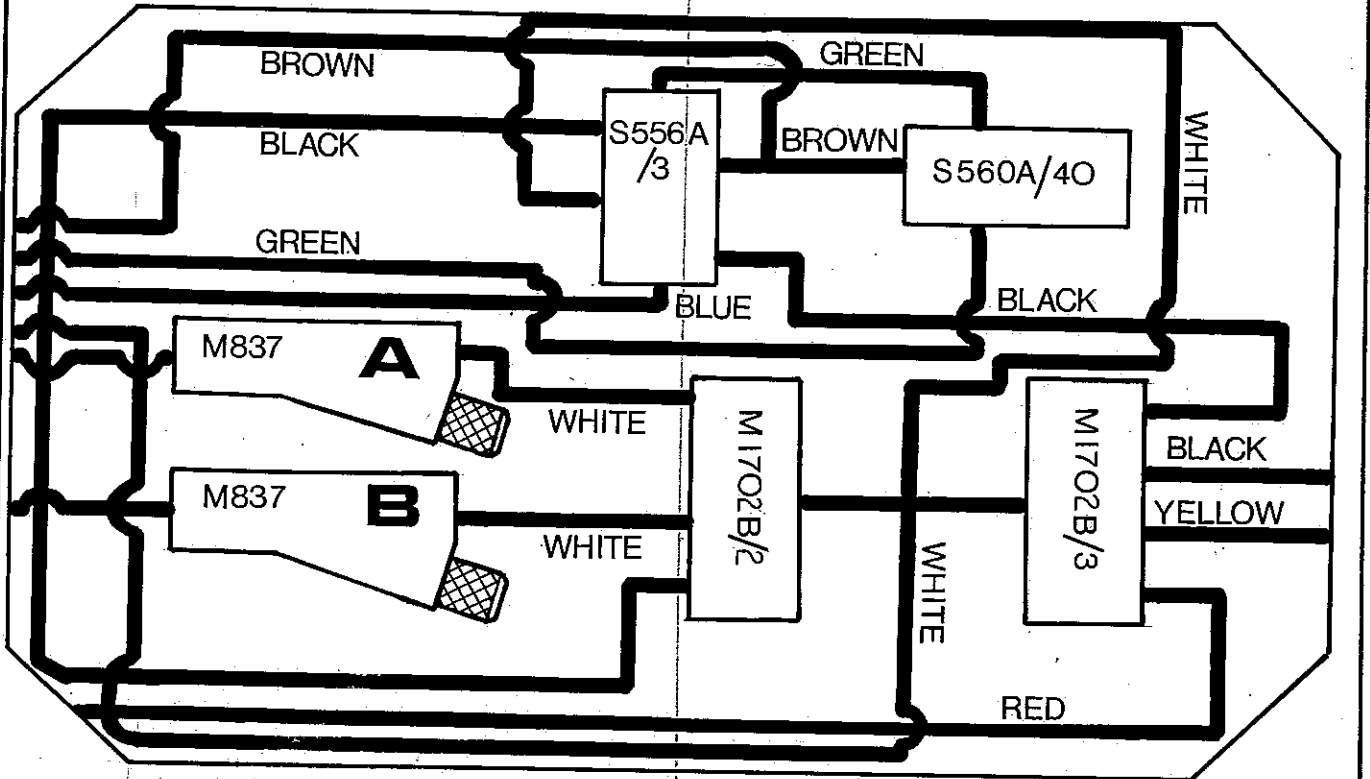 GREEN
BROWN
S556A
/3
BLACK
BROWN
S560A/40
WHITE
GREEN
BLUE
BLACK
M837
A
WHITE
M1702B/2
M1702B/3
BLACK
M837
B
YELLOW
WHITE
WHITE
RED